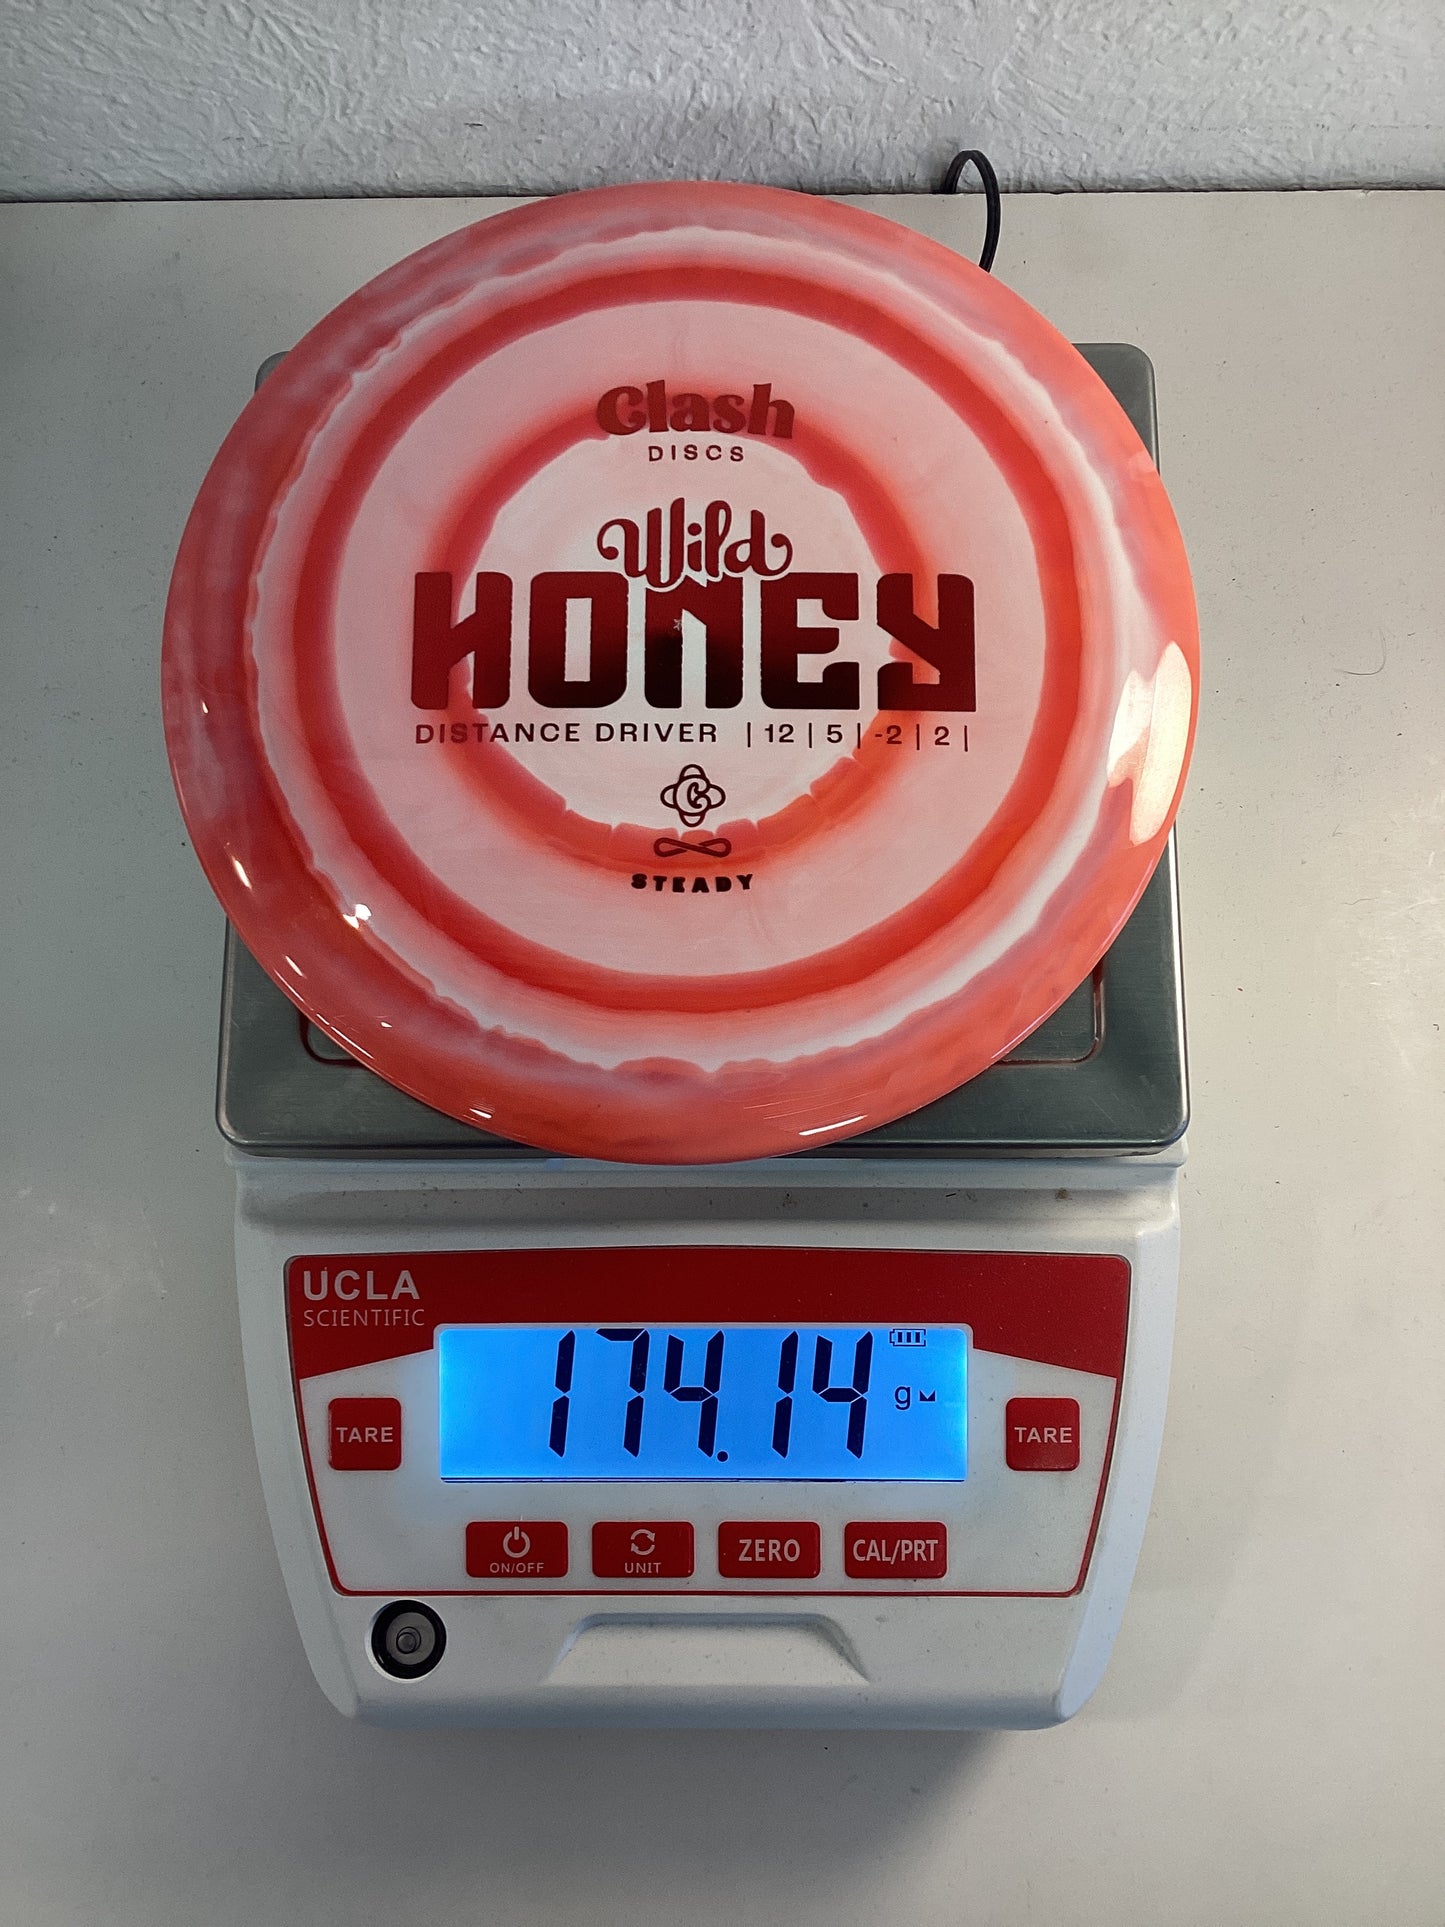 Clash
DISCS
Wild
HONEY
DISTANCE DRIVER | 12 | 5 | -2 | 2 |
C
STEADY
UCLA
SCIENTIFIC
174.14 g
TARE
TARE
ON/OFF
UNIT
ZERO
CAL/PRT